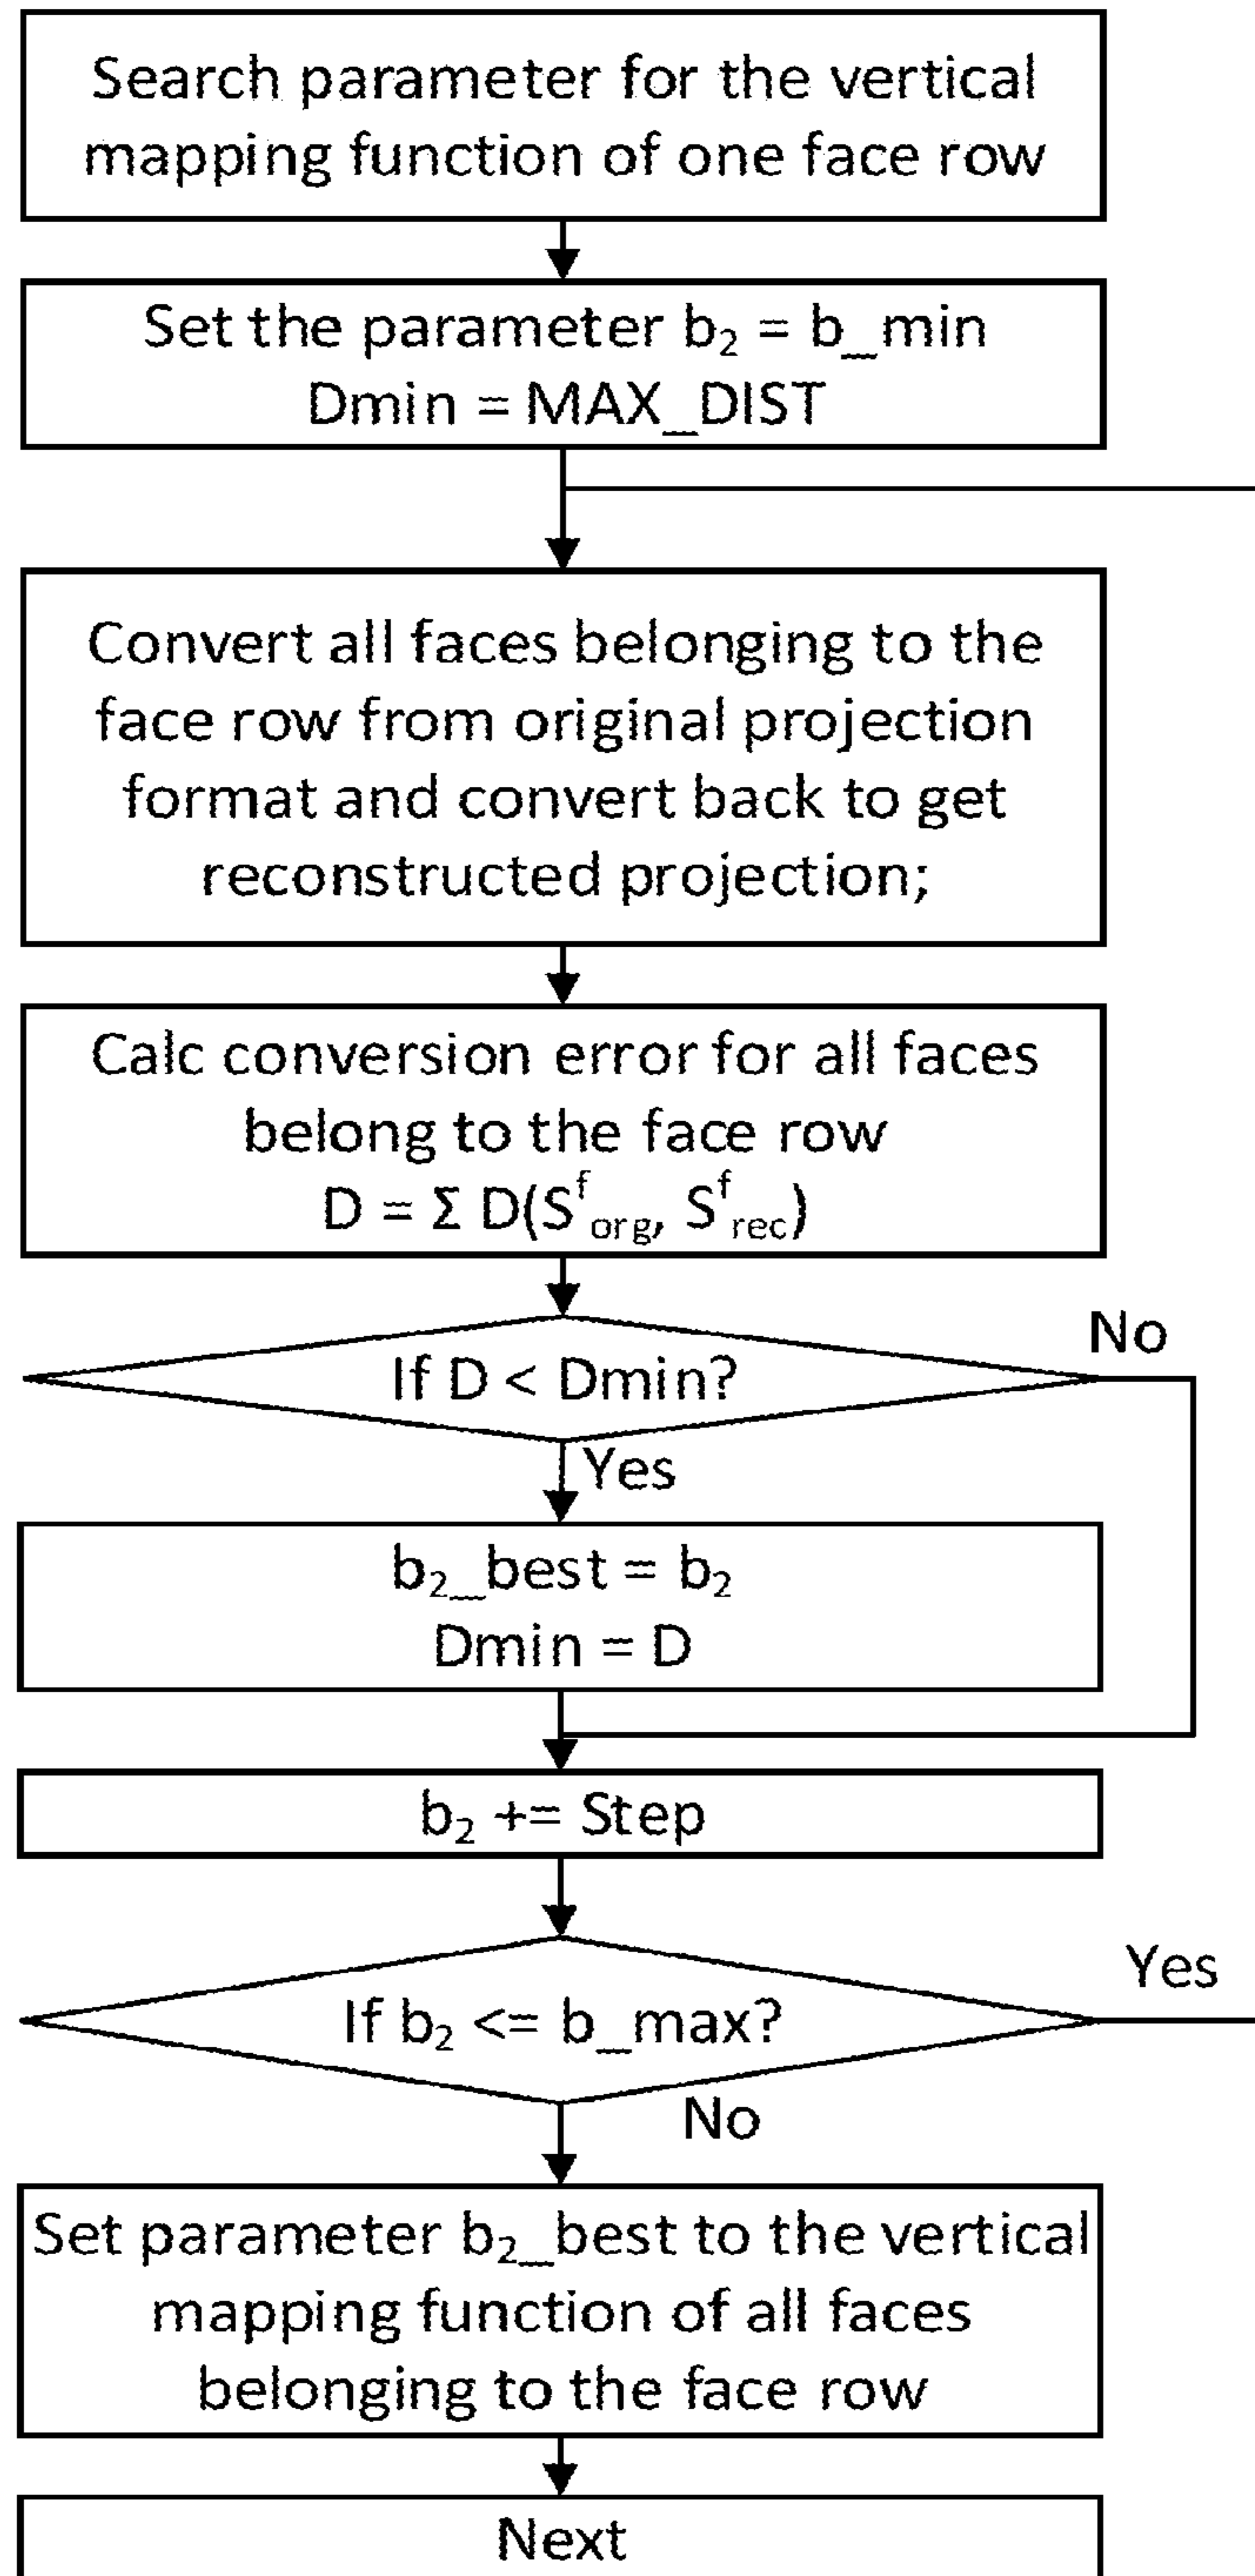 Search parameter for the vertical
mapping function of one face row
Set the parameter b₂ = b_min
Dmin = MAX_DIST
Convert all faces belonging to the
face row from original projection
format and convert back to get
reconstructed projection;
Calc conversion error for all faces
belong to the face row
D = Σ D(S^f_org, S^f_rec)
If D < Dmin?
No
Yes
b₂_best = b₂
Dmin = D
b₂ += Step
If b₂ <= b_max?
Yes
No
Set parameter b₂_best to the vertical
mapping function of all faces
belonging to the face row
Next